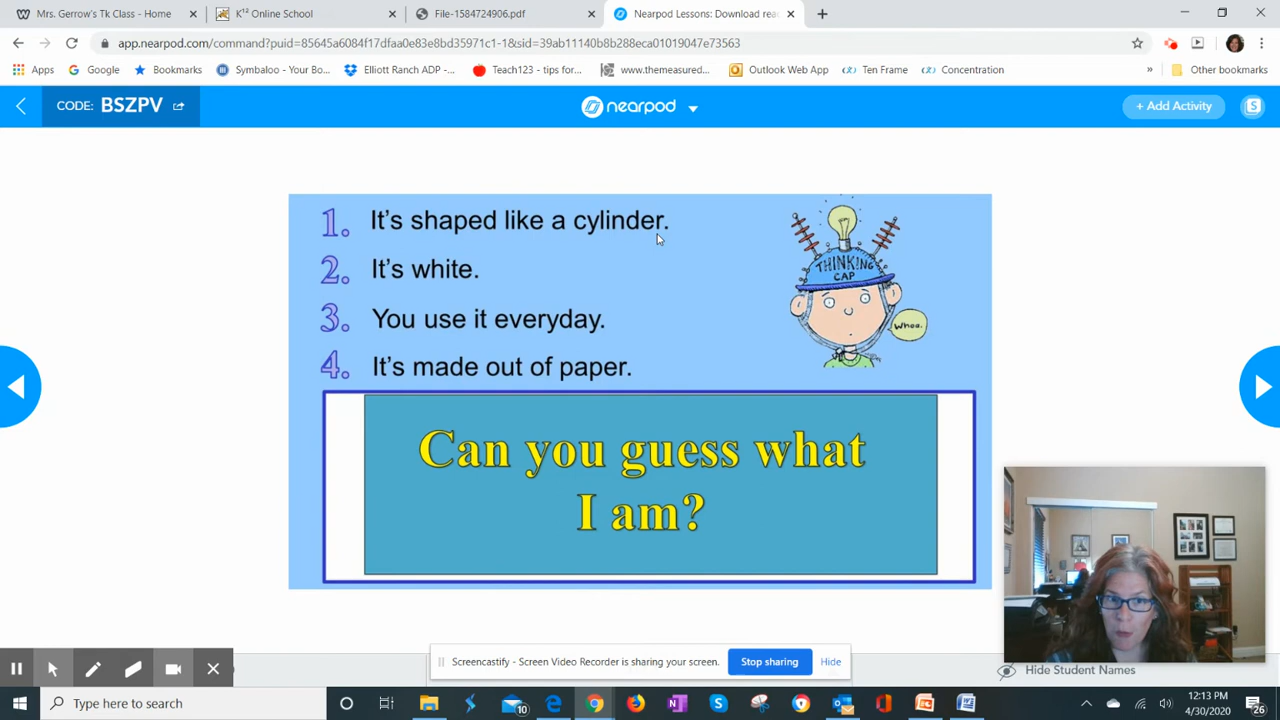 Mrs. Gerrow's Tk Class - Home
K¹² Online School
File-1584724906.pdf
Nearpod Lessons: Download rea
app.nearpod.com/command?puid=85645a6084f17dfaa0e83e8bd35971c1-1&sid=39ab11140b8b288eca01019047e73563
Apps
Google
Bookmarks
Symbaloo - Your Bo...
Elliott Ranch ADP -...
Teach123 - tips for...
www.themeasured...
Outlook Web App
Ten Frame
Concentration
»
Other bookmarks
CODE: BSZPV
nearpod
+ Add Activity
S
1. It's shaped like a cylinder.
2. It's white.
3. You use it everyday.
4. It's made out of paper.
THINKING
CAP
Whoa.
Can you guess what
I am?
Screencastify - Screen Video Recorder is sharing your screen.
Stop sharing
Hide
Hide Student Names
Type here to search
10
12:13 PM
4/30/2020
26